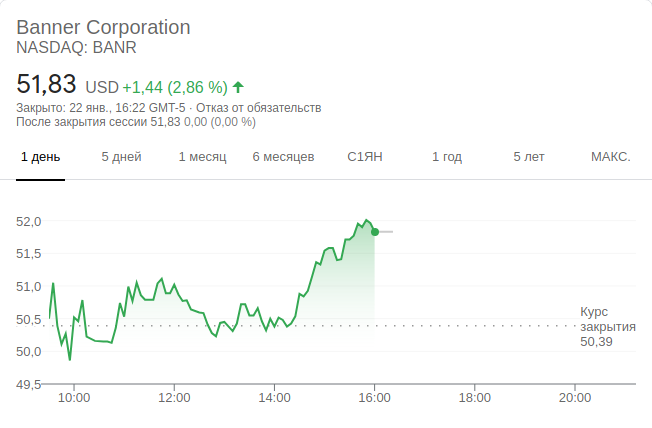 Banner Corporation
NASDAQ: BANR
51,83 USD +1,44 (2,86 %)
Закрыто: 22 янв., 16:22 GMT-5 · Отказ от обязательств
После закрытия сессии 51,83 0,00 (0,00 %)
1 день 5 дней 1 месяц 6 месяцев С1ЯН 1 год 5 лет МАКС.
52,0
51,5
51,0
50,5
50,0
49,5
Курс
закрытия
50,39
10:00 12:00 14:00 16:00 18:00 20:00